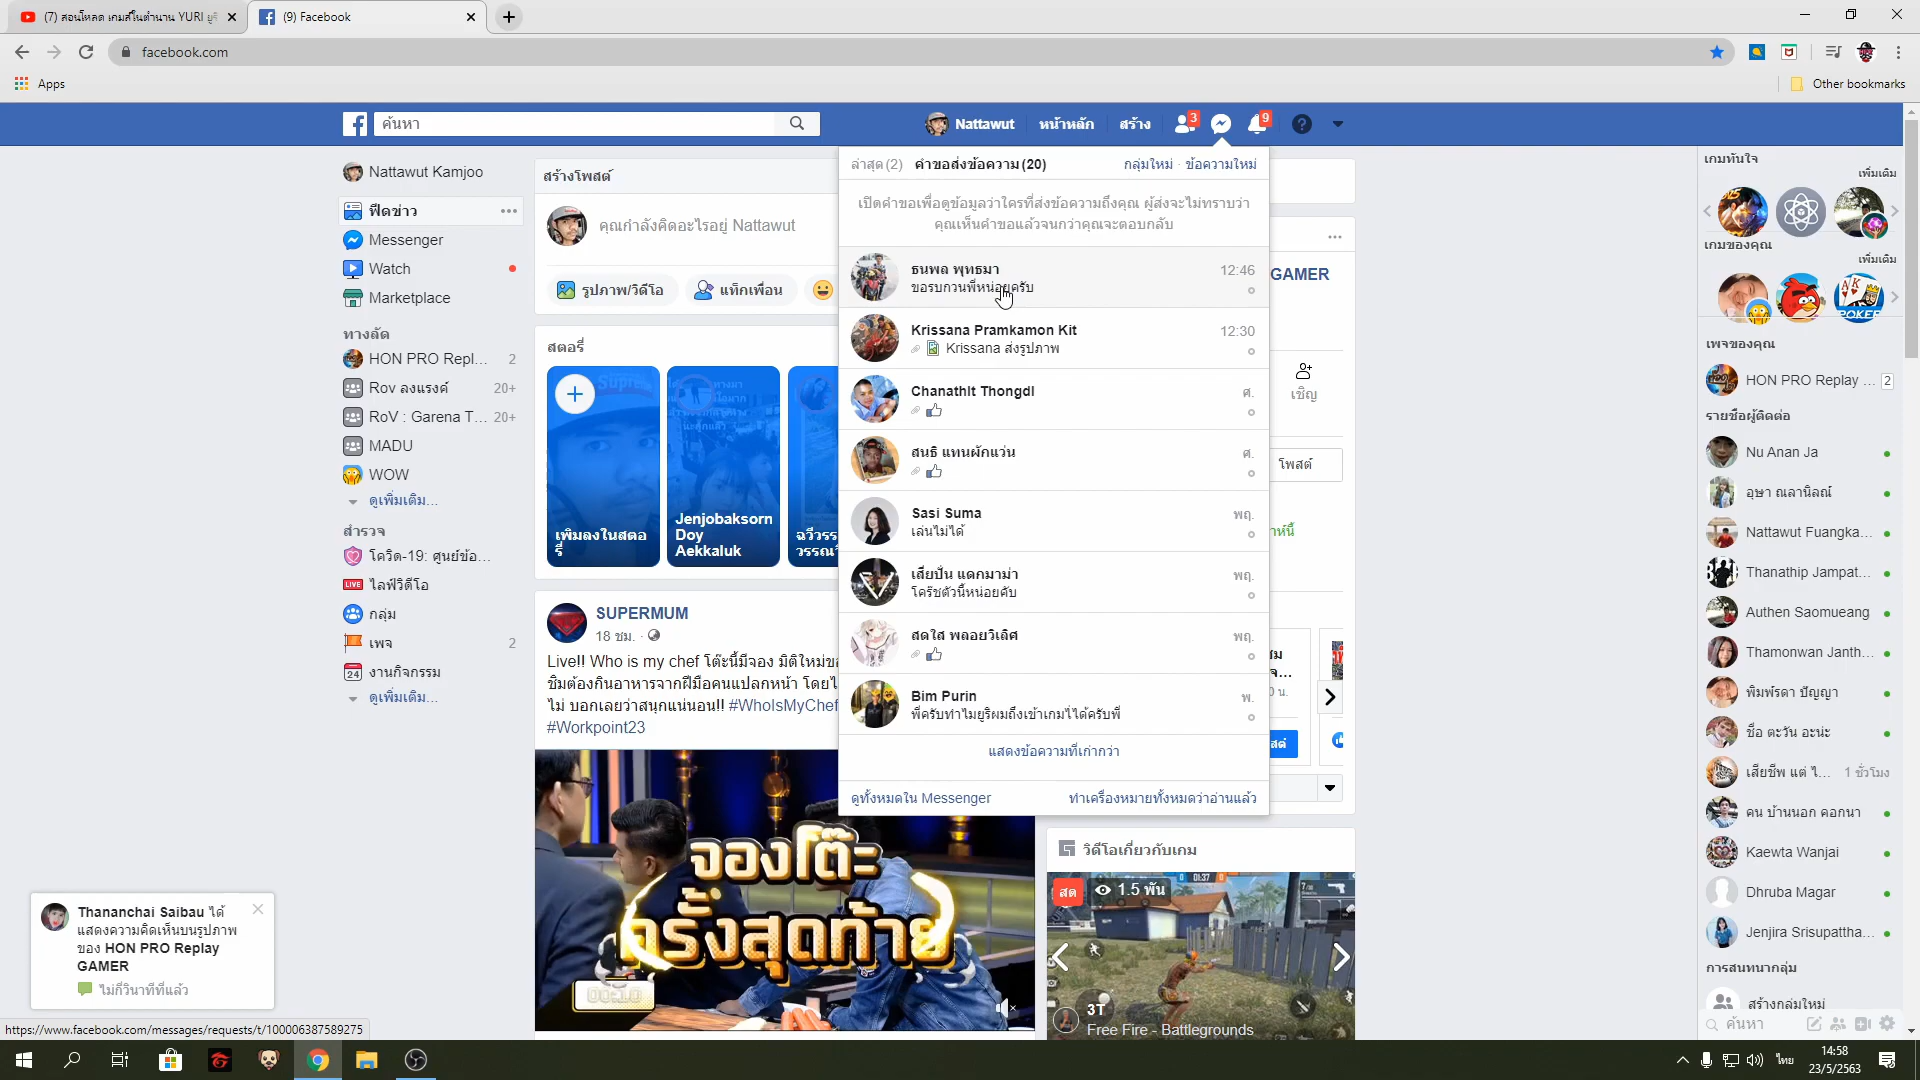 (7) สอนโหลด เกมส์ในตำนาน YURI ยูริ
(9) Facebook
facebook.com
Apps
Other bookmarks
ค้นหา
Nattawut
หน้าหลัก
สร้าง
3
9
Nattawut Kamjoo
ฟีดข่าว
Messenger
Watch
Marketplace
ทางลัด
HON PRO Repl... 2
Rov ลงแรงค์ 20+
RoV : Garena T... 20+
MADU
WOW
ดูเพิ่มเติม...
สำรวจ
โควิด-19: ศูนย์ข้อ...
LIVE ไลฟ์วิดีโอ
กลุ่ม
เพจ 2
24 งานกิจกรรม
ดูเพิ่มเติม...
สร้างโพสต์
คุณกำลังคิดอะไรอยู่ Nattawut
รูปภาพ/วิดีโอ
แท็กเพื่อน
สตอรี่
เพิ่มลงในสตอ
รี่
Jenjobaksorn
Doy
Aekkaluk
ฉวีวรร
วรรณวิ
SUPERMUM
18 ชม. ·
Live!! Who is my chef โต๊ะนี้มีจอง มิติใหม่ขอ
ชิมต้องกินอาหารจากฝีมือคนแปลกหน้า โดยไ
ไม่ บอกเลยว่าสนุกแน่นอน!! #WhoIsMyChef
#Workpoint23
จองโต๊ะ
ครั้งสุดท้าย
00:10
ล่าสุด (2)
คำขอส่งข้อความ (20)
กลุ่มใหม่ · ข้อความใหม่
เปิดคำขอเพื่อดูข้อมูลว่าใครที่ส่งข้อความถึงคุณ ผู้ส่งจะไม่ทราบว่า
คุณเห็นคำขอแล้วจนกว่าคุณจะตอบกลับ
ธนพล พุทธมา 12:46
ขอรบกวนพี่หน่อยครับ
Krissana Pramkamon Kit 12:30
Krissana ส่งรูปภาพ
Chanathit Thongdi ศ.
สนธิ แทนผักแว่น ศ.
Sasi Suma พฤ.
เล่นไม่ได้
เสี่ยปั่น แดกมาม่า พฤ.
โคร๊ชตัวนี้หน่อยคับ
สดใส พลอยวิเลิศ พฤ.
Bim Purin พ.
พี่ครับทำไมยูริผมถึงเข้าเกมไ่ได้ครับพี่
แสดงข้อความที่เก่ากว่า
ดูทั้งหมดใน Messenger
ทำเครื่องหมายทั้งหมดว่าอ่านแล้ว
GAMER
เชิญ
โพสต์
วิดีโอเกี่ยวกับเกม
สด
1.5 พัน
3T
Free Fire - Battlegrounds
เกมทันใจ
เพิ่มเติม
เกมของคุณ
เพิ่มเติม
POKER
เพจของคุณ
HON PRO Replay ... 2
รายชื่อผู้ติดต่อ
Nu Anan Ja
อุษา ณลานิลณ์
Nattawut Fuangka...
Thanathip Jampat...
Authen Saomueang
Thamonwan Janth...
พิมพ์รดา ปัญญา
ชื่อ ตะวัน อะน่ะ
เสี่ยชีพ แต่ ไ... 1 ชั่วโมง
คน บ้านนอก คอกนา
Kaewta Wanjai
Dhruba Magar
Jenjira Srisupattha...
การสนทนากลุ่ม
สร้างกลุ่มใหม่
ค้นหา
Thananchai Saibau ได้
แสดงความคิดเห็นบนรูปภาพ
ของ HON PRO Replay
GAMER
ไม่กี่วินาทีที่แล้ว
https://www.facebook.com/messages/requests/t/100006387589275
ไทย
14:58
23/5/2563